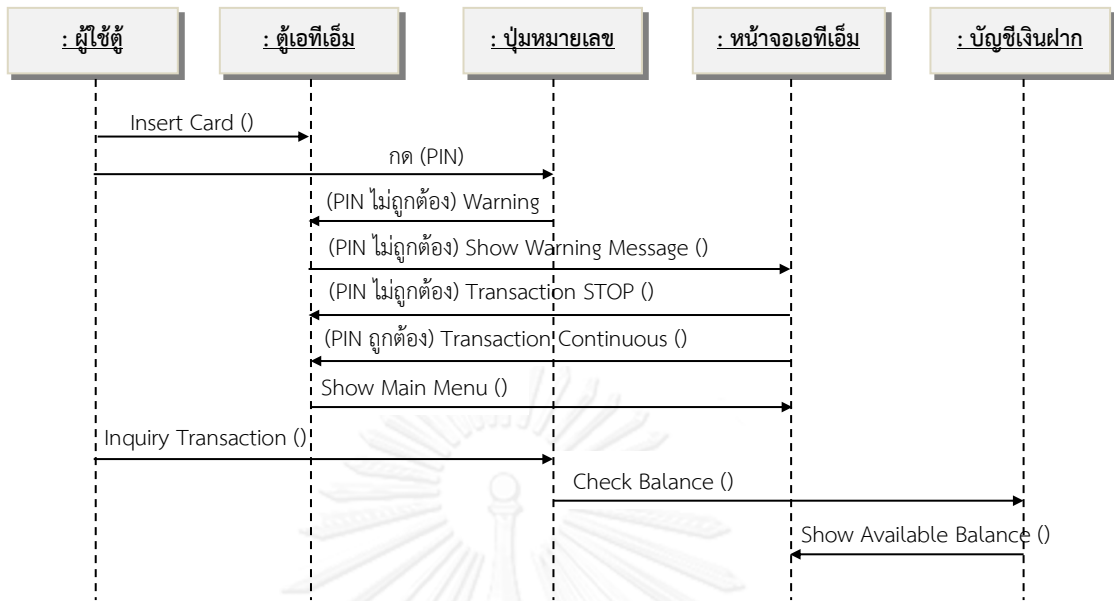 : ผู้ใช้ตู้
: ตู้เอทีเอ็ม
: ปุ่มหมายเลข
: หน้าจอเอทีเอ็ม
: บัญชีเงินฝาก
Insert Card ()
กด (PIN)
(PIN ไม่ถูกต้อง) Warning
(PIN ไม่ถูกต้อง) Show Warning Message ()
(PIN ไม่ถูกต้อง) Transaction STOP ()
(PIN ถูกต้อง) Transaction Continuous ()
Show Main Menu ()
Inquiry Transaction ()
Check Balance ()
Show Available Balance ()